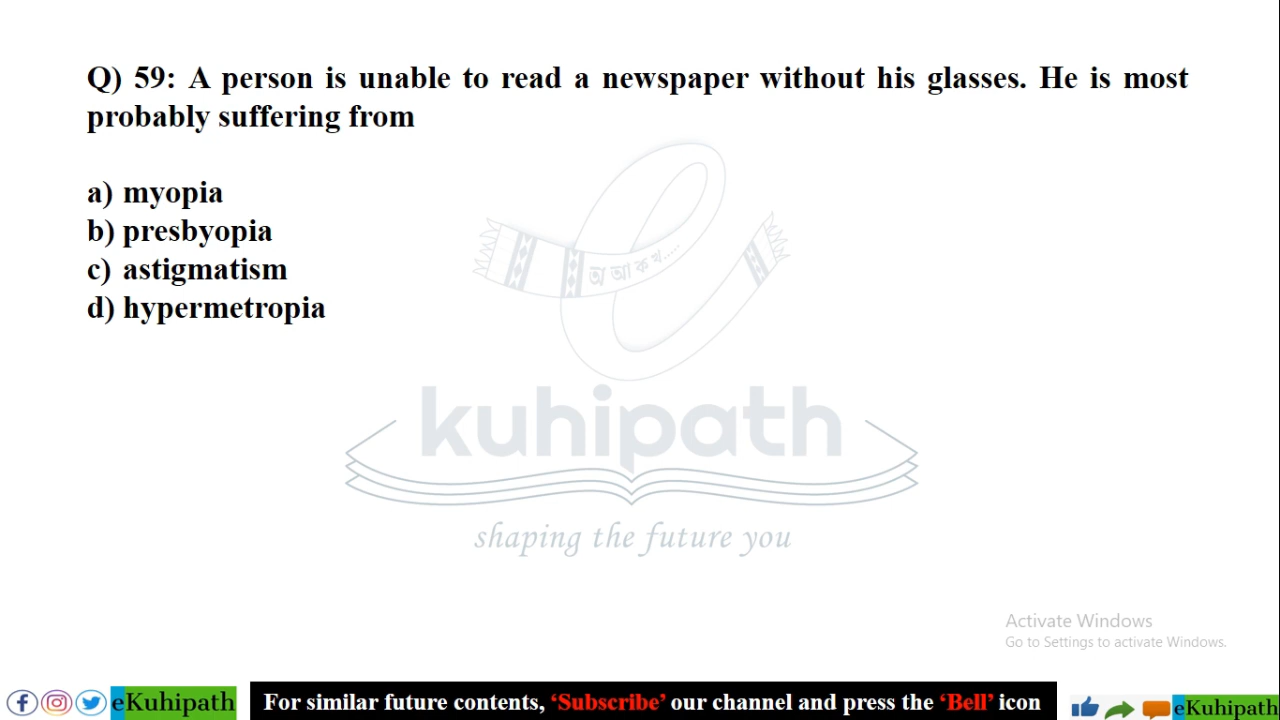 Q) 59: A person is unable to read a newspaper without his glasses. He is most
probably suffering from
a) myopia
b) presbyopia
c) astigmatism
d) hypermetropia
অ আ ক খ.....
kuhipath
shaping the future you
Activate Windows
Go to Settings to activate Windows.
eKuhipath
For similar future contents, ‘Subscribe’ our channel and press the ‘Bell’ icon
eKuhipath